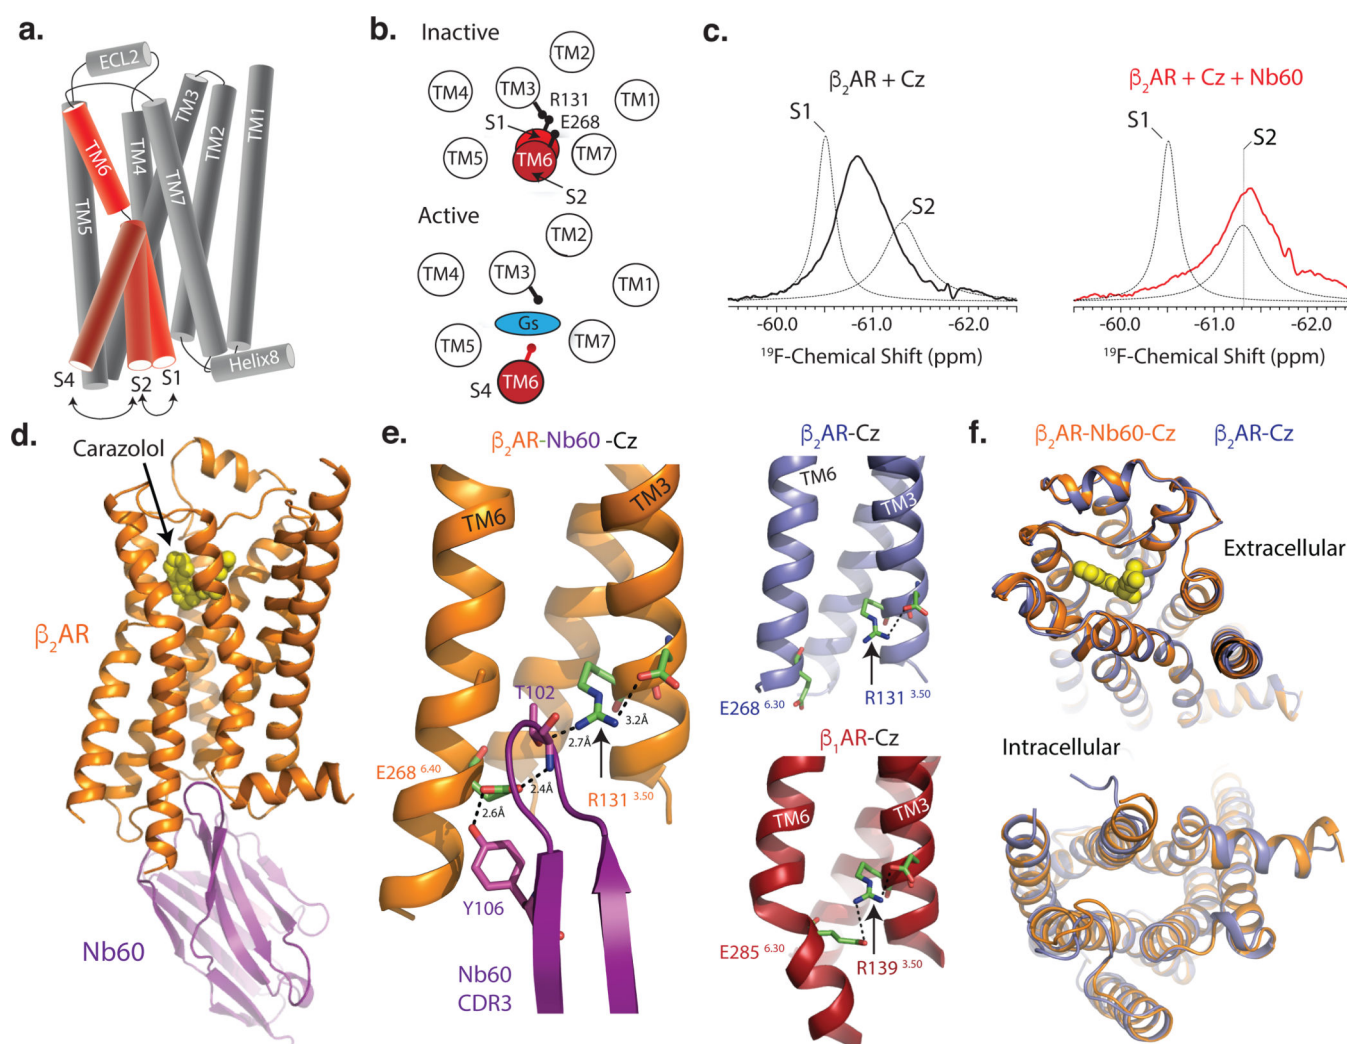 a.
ECL2
TM6
TM5
TM4
TM3
TM2
TM7
TM1
Helix8
S4
S2
S1
b.
Inactive
TM2
TM4
TM3
R131
TM1
S1
E268
TM5
TM6
TM7
S2
Active
TM2
TM4
TM3
TM1
Gs
TM5
TM7
S4
TM6
c.
β₂AR + Cz
S1
S2
-60.0
-61.0
-62.0
¹⁹F-Chemical Shift (ppm)
β₂AR + Cz + Nb60
S1
S2
-60.0
-61.0
-62.0
¹⁹F-Chemical Shift (ppm)
d.
Carazolol
β₂AR
Nb60
e.
β₂AR-Nb60 -Cz
TM6
TM3
T102
3.2Å
2.7Å
E268 6.40
2.4Å
R131 3.50
2.6Å
Y106
Nb60
CDR3
β₂AR-Cz
TM6
TM3
E268 6.30
R131 3.50
β₁AR-Cz
TM6
TM3
E285 6.30
R139 3.50
f.
β₂AR-Nb60-Cz
β₂AR-Cz
Extracellular
Intracellular